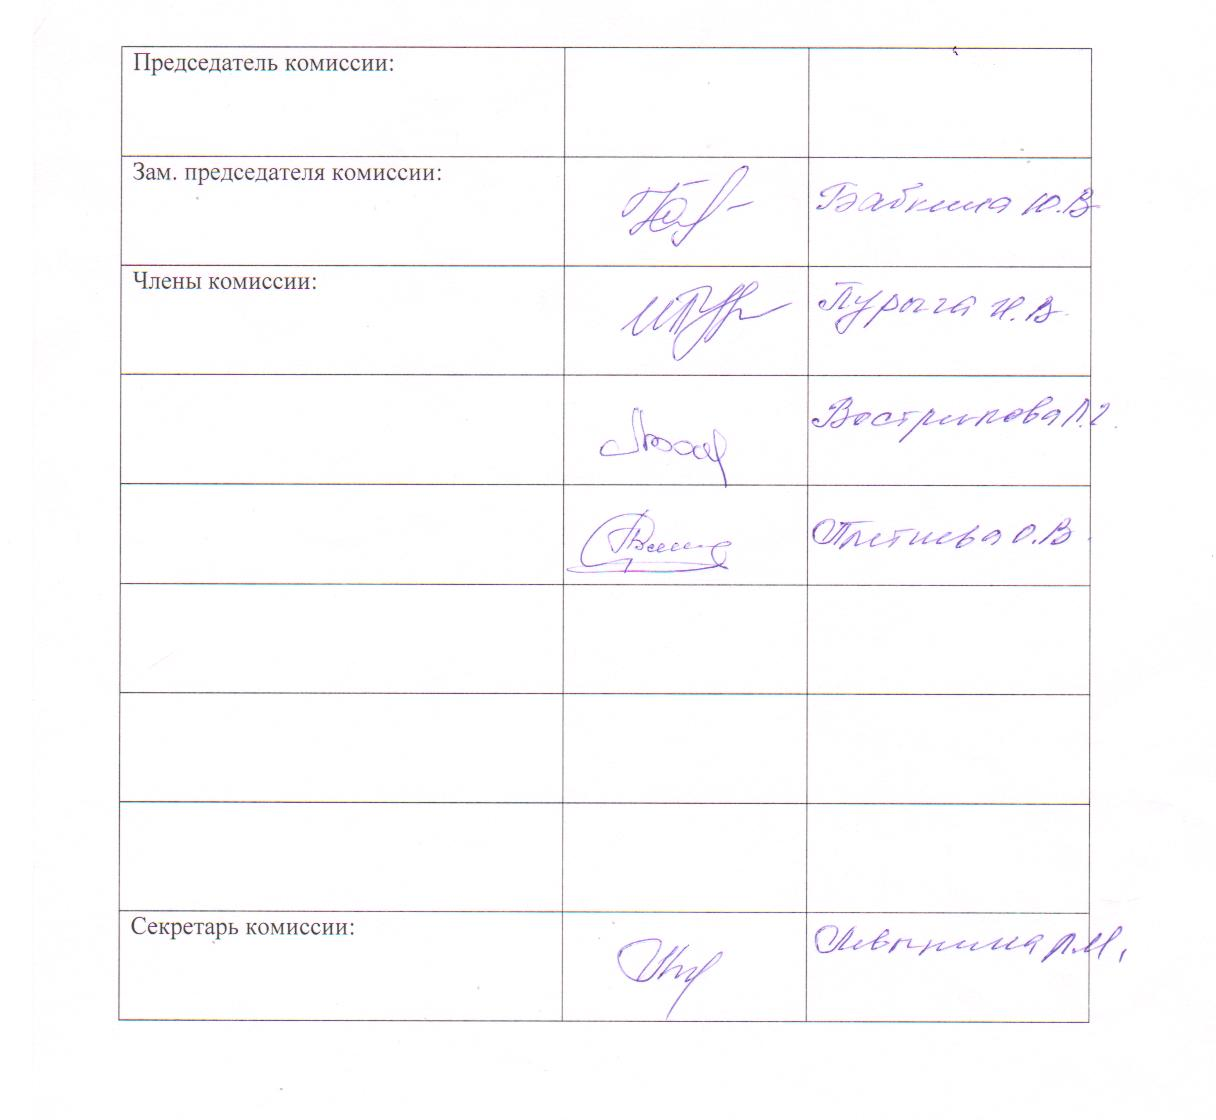 Председатель комиссии:
Зам. председателя комиссии:
Бабкина Ю.В
Члены комиссии:
Пурыга И.В.
Вострикова Л.Г.
О.В.
Секретарь комиссии: